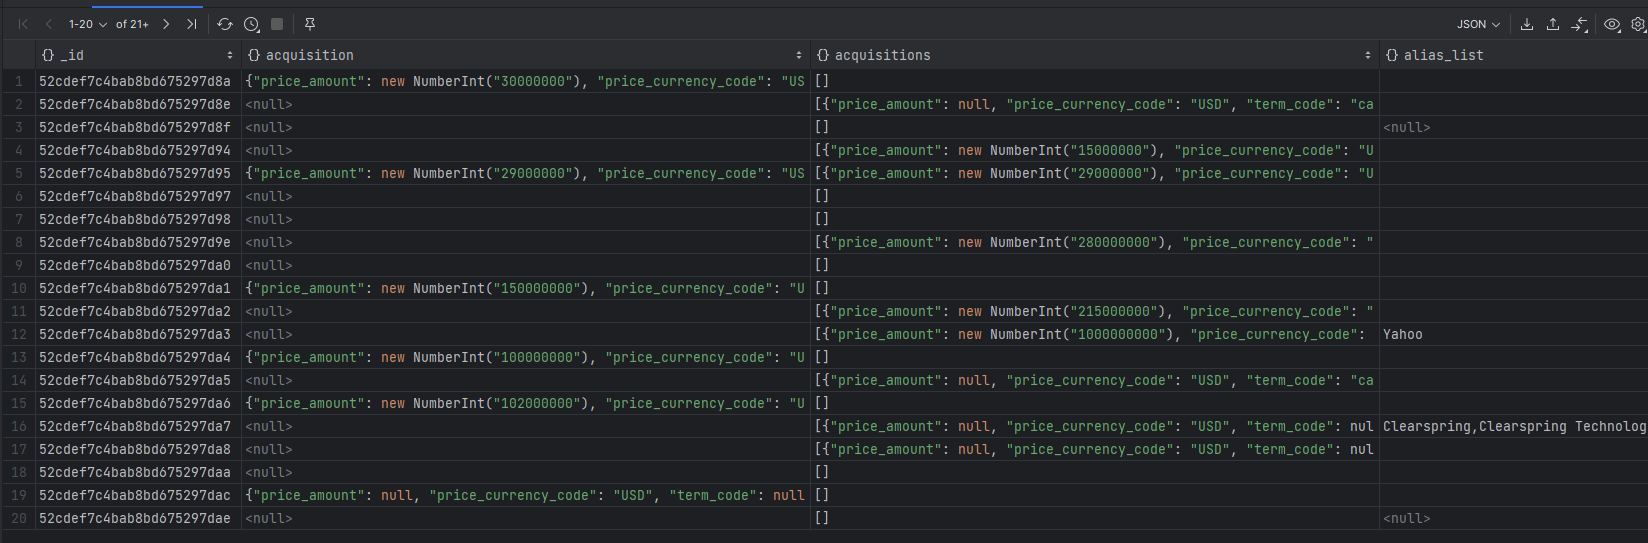 1-20 of 21+ JSON
{} _id {} acquisition {} acquisitions {} alias_list
1 52cdef7c4bab8bd675297d8a {"price_amount": new NumberInt("30000000"), "price_currency_code": "US []
2 52cdef7c4bab8bd675297d8e <null> [{"price_amount": null, "price_currency_code": "USD", "term_code": "ca
3 52cdef7c4bab8bd675297d8f <null> [] <null>
4 52cdef7c4bab8bd675297d94 <null> [{"price_amount": new NumberInt("15000000"), "price_currency_code": "U
5 52cdef7c4bab8bd675297d95 {"price_amount": new NumberInt("29000000"), "price_currency_code": "US [{"price_amount": new NumberInt("29000000"), "price_currency_code": "U
6 52cdef7c4bab8bd675297d97 <null> []
7 52cdef7c4bab8bd675297d98 <null> []
8 52cdef7c4bab8bd675297d9e <null> [{"price_amount": new NumberInt("280000000"), "price_currency_code": "
9 52cdef7c4bab8bd675297da0 <null> []
10 52cdef7c4bab8bd675297da1 {"price_amount": new NumberInt("150000000"), "price_currency_code": "U []
11 52cdef7c4bab8bd675297da2 <null> [{"price_amount": new NumberInt("215000000"), "price_currency_code": "
12 52cdef7c4bab8bd675297da3 <null> [{"price_amount": new NumberInt("1000000000"), "price_currency_code": Yahoo
13 52cdef7c4bab8bd675297da4 {"price_amount": new NumberInt("100000000"), "price_currency_code": "U []
14 52cdef7c4bab8bd675297da5 <null> [{"price_amount": null, "price_currency_code": "USD", "term_code": "ca
15 52cdef7c4bab8bd675297da6 {"price_amount": new NumberInt("102000000"), "price_currency_code": "U []
16 52cdef7c4bab8bd675297da7 <null> [{"price_amount": null, "price_currency_code": "USD", "term_code": nul Clearspring,Clearspring Technolog
17 52cdef7c4bab8bd675297da8 <null> [{"price_amount": null, "price_currency_code": "USD", "term_code": nul
18 52cdef7c4bab8bd675297daa <null> []
19 52cdef7c4bab8bd675297dac {"price_amount": null, "price_currency_code": "USD", "term_code": null []
20 52cdef7c4bab8bd675297dae <null> [] <null>